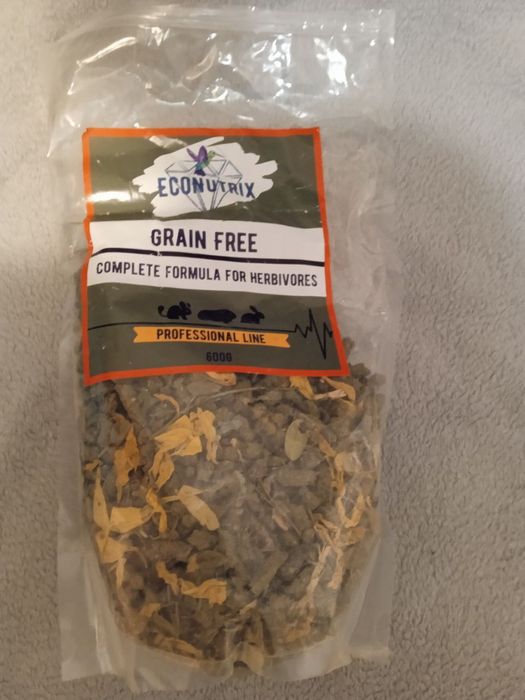 ECONUTRIX
GRAIN FREE
COMPLETE FORMULA FOR HERBIVORES
PROFESSIONAL LINE
600G